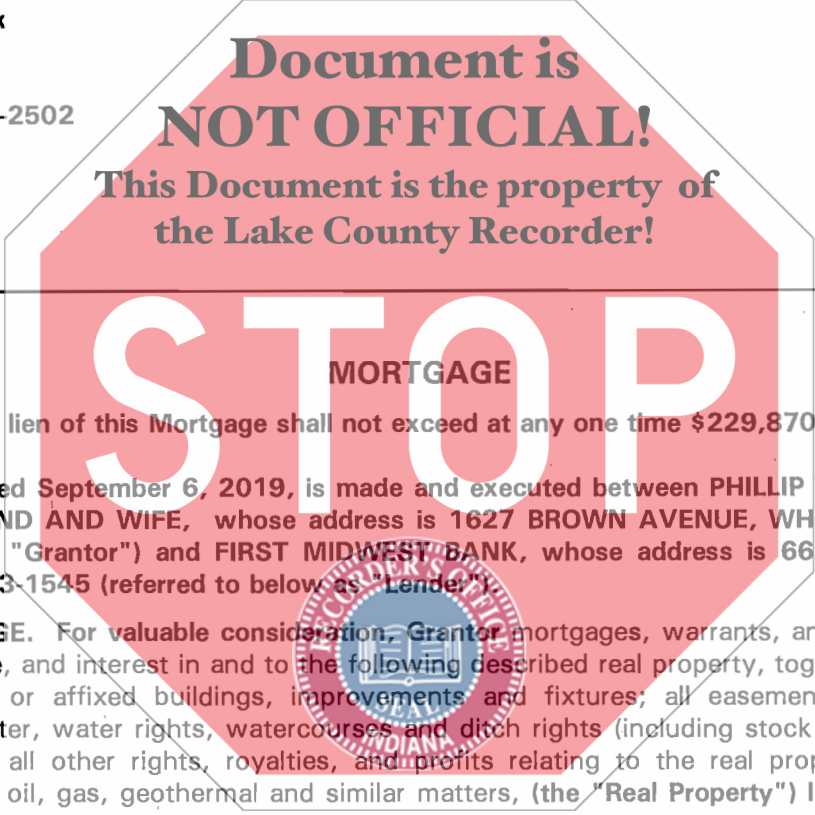 Document is
NOT OFFICIAL!
-2502
This Document is the property of
the Lake County Recorder!
STOP
MORTGAGE
lien of this Mortgage shall not exceed at any one time $229,870
ed September 6, 2019, is made and executed between PHILLIP
ND AND WIFE, whose address is 1627 BROWN AVENUE, WH
"Grantor") and FIRST MIDWEST BANK, whose address is 66
3-1545 (referred to below as "Lender").
GE. For valuable consideration, Grantor mortgages, warrants, an
e, and interest in and to the following described real property, tog
or affixed buildings, improvements and fixtures; all easemen
ter, water rights, watercourses and ditch rights (including stock
all other rights, royalties, and profits relating to the real prop
oil, gas, geothermal and similar matters, (the "Real Property") l
RECORDER'S OFFICE
SEAL
INDIANA